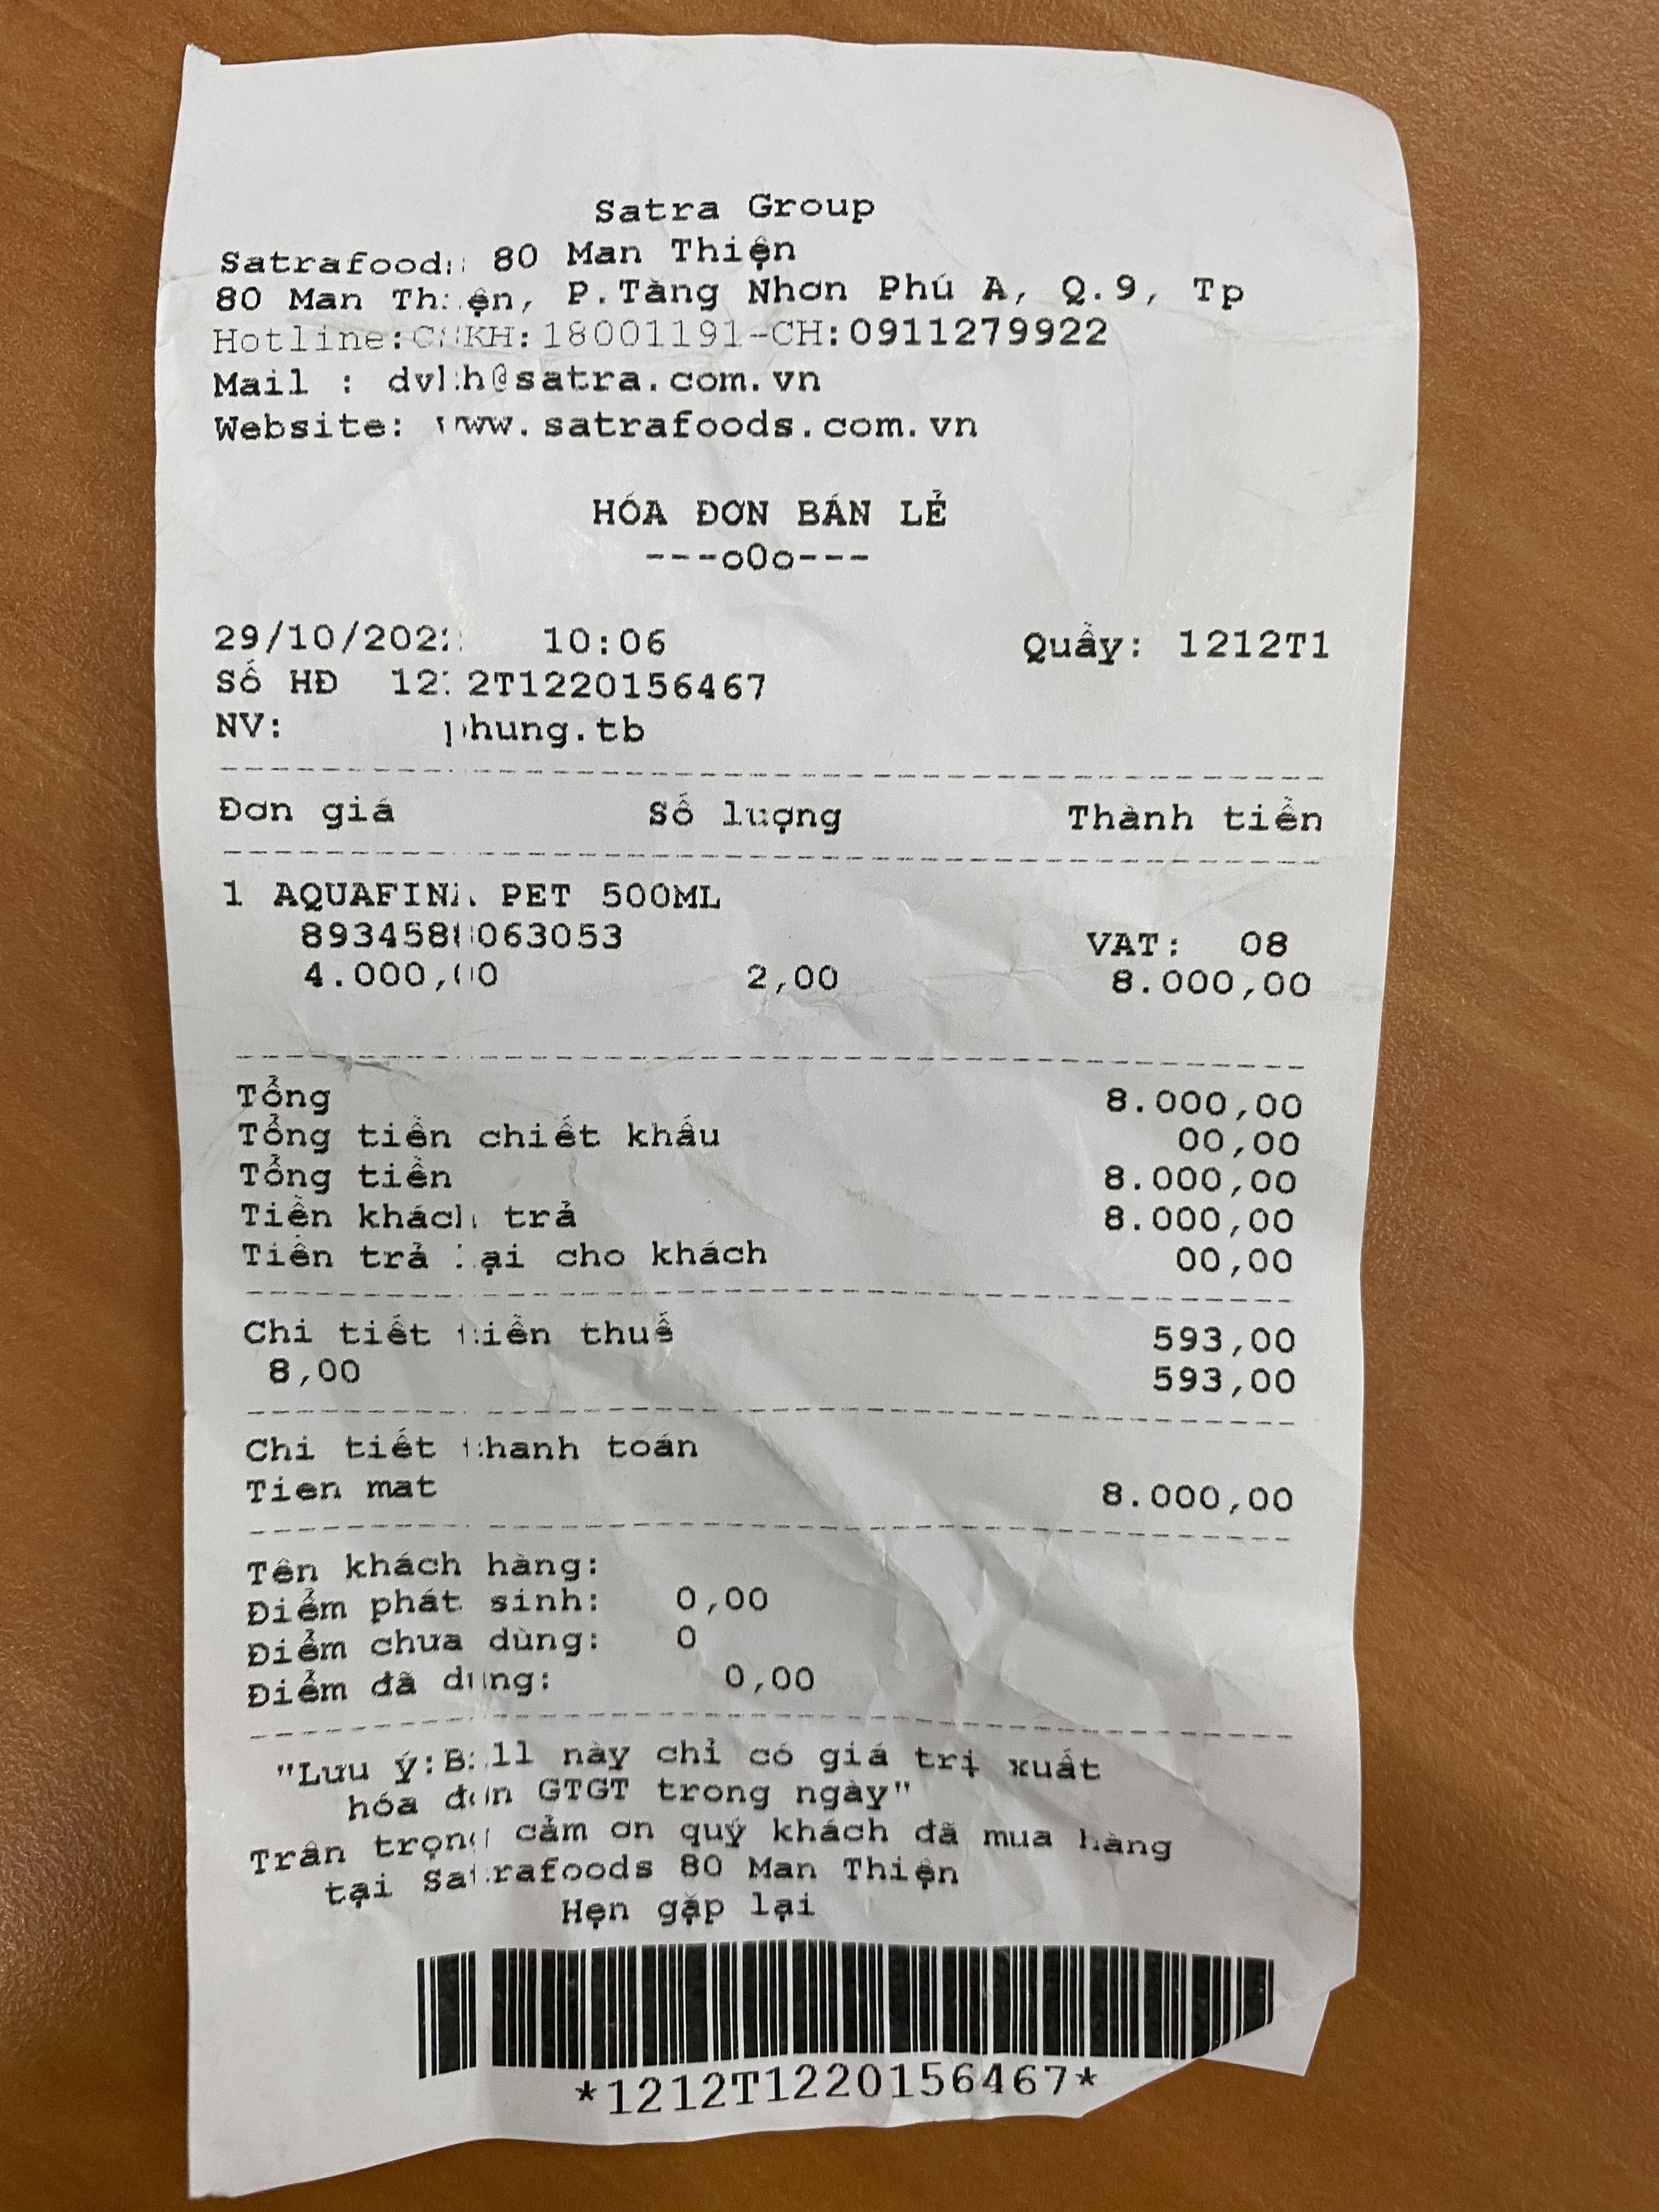 Satra Group
Satrafoods 80 Man Thiện
80 Man Thiện, P.Tăng Nhơn Phú A, Q.9, Tp
Hotline:CSKH:18001191-CH:0911279922
Mail : dvkh@satra.com.vn
Website: www.satrafoods.com.vn
HÓA ĐƠN BÁN LẺ
---o0o---
29/10/2022 10:06 Quầy: 1212T1
Số HĐ 1212T1220156467
NV: phung.tb
Đơn giá Số lượng Thành tiền
1 AQUAFINA PET 500ML
8934588063053 VAT: 08
4.000,00 2,00 8.000,00
Tổng 8.000,00
Tổng tiền chiết khấu 00,00
Tổng tiền 8.000,00
Tiền khách trả 8.000,00
Tiền trả lại cho khách 00,00
Chi tiết tiền thuế 593,00
8,00 593,00
Chi tiết thanh toán
Tien mat 8.000,00
Tên khách hàng:
Điểm phát sinh: 0,00
Điểm chưa dùng: 0
Điểm đã dùng: 0,00
"Lưu ý:Bill này chỉ có giá trị xuất
hóa đơn GTGT trong ngày"
Trân trọng cảm ơn quý khách đã mua hàng
tại Satrafoods 80 Man Thiện
Hẹn gặp lại
*1212T1220156467*